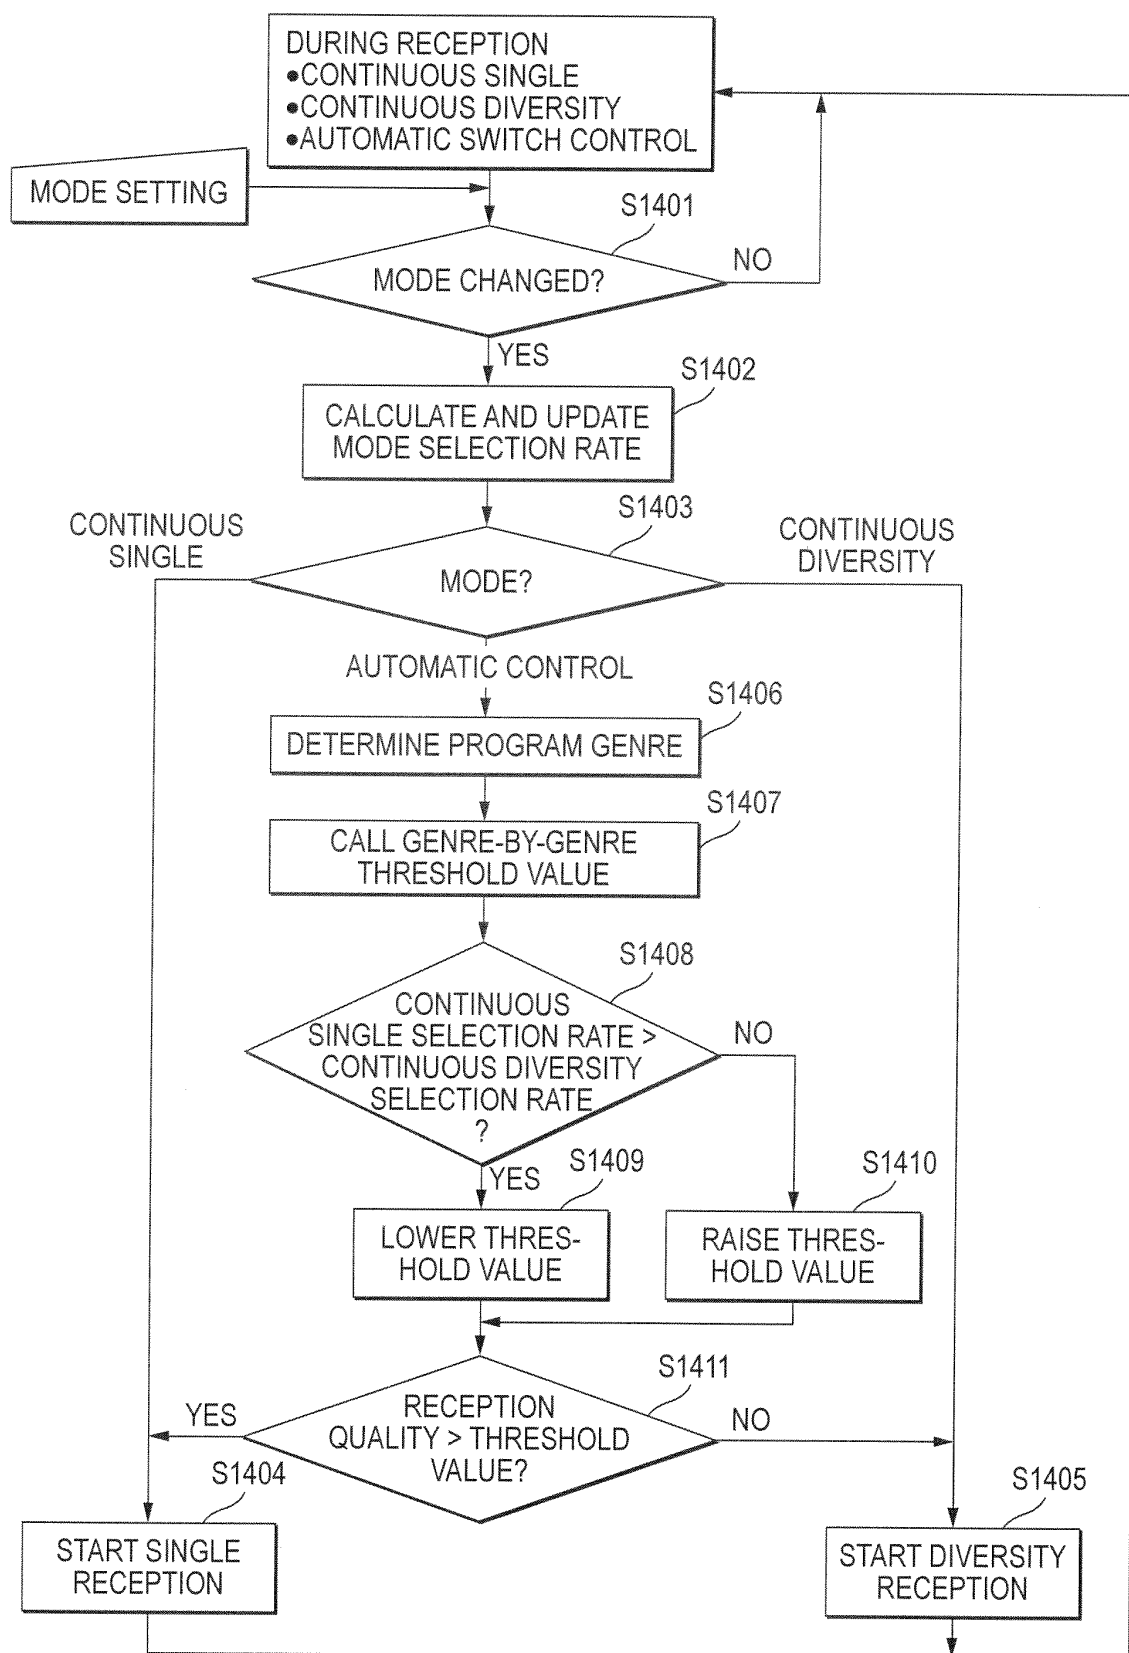 DURING RECEPTION
●CONTINUOUS SINGLE
●CONTINUOUS DIVERSITY
●AUTOMATIC SWITCH CONTROL
MODE SETTING
S1401
MODE CHANGED?
NO
YES
S1402
CALCULATE AND UPDATE
MODE SELECTION RATE
S1403
CONTINUOUS
SINGLE
MODE?
CONTINUOUS
DIVERSITY
AUTOMATIC CONTROL
S1406
DETERMINE PROGRAM GENRE
S1407
CALL GENRE-BY-GENRE
THRESHOLD VALUE
S1408
CONTINUOUS
SINGLE SELECTION RATE >
CONTINUOUS DIVERSITY
SELECTION RATE
?
NO
YES
S1409
LOWER THRES-
HOLD VALUE
S1410
RAISE THRES-
HOLD VALUE
S1411
RECEPTION
QUALITY > THRESHOLD
VALUE?
YES
NO
S1404
START SINGLE
RECEPTION
S1405
START DIVERSITY
RECEPTION